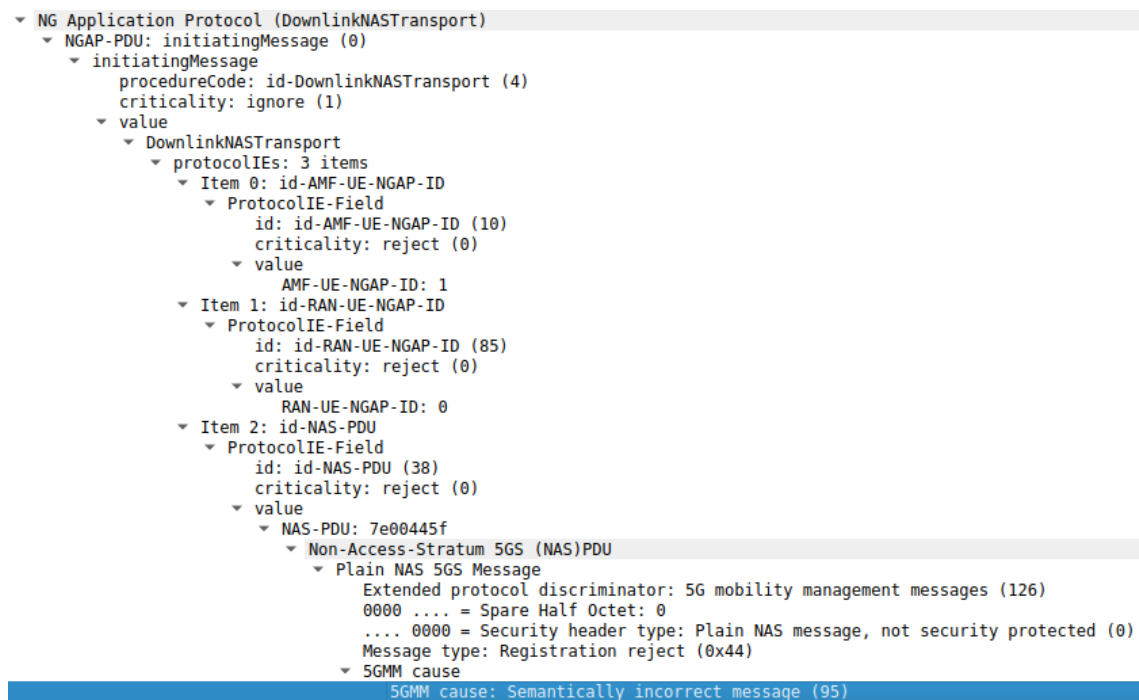 NG Application Protocol (DownlinkNASTransport)
NGAP-PDU: initiatingMessage (0)
initiatingMessage
procedureCode: id-DownlinkNASTransport (4)
criticality: ignore (1)
value
DownlinkNASTransport
protocolIEs: 3 items
Item 0: id-AMF-UE-NGAP-ID
ProtocolIE-Field
id: id-AMF-UE-NGAP-ID (10)
criticality: reject (0)
value
AMF-UE-NGAP-ID: 1
Item 1: id-RAN-UE-NGAP-ID
ProtocolIE-Field
id: id-RAN-UE-NGAP-ID (85)
criticality: reject (0)
value
RAN-UE-NGAP-ID: 0
Item 2: id-NAS-PDU
ProtocolIE-Field
id: id-NAS-PDU (38)
criticality: reject (0)
value
NAS-PDU: 7e00445f
Non-Access-Stratum 5GS (NAS)PDU
Plain NAS 5GS Message
Extended protocol discriminator: 5G mobility management messages (126)
0000 .... = Spare Half Octet: 0
.... 0000 = Security header type: Plain NAS message, not security protected (0)
Message type: Registration reject (0x44)
5GMM cause
5GMM cause: Semantically incorrect message (95)